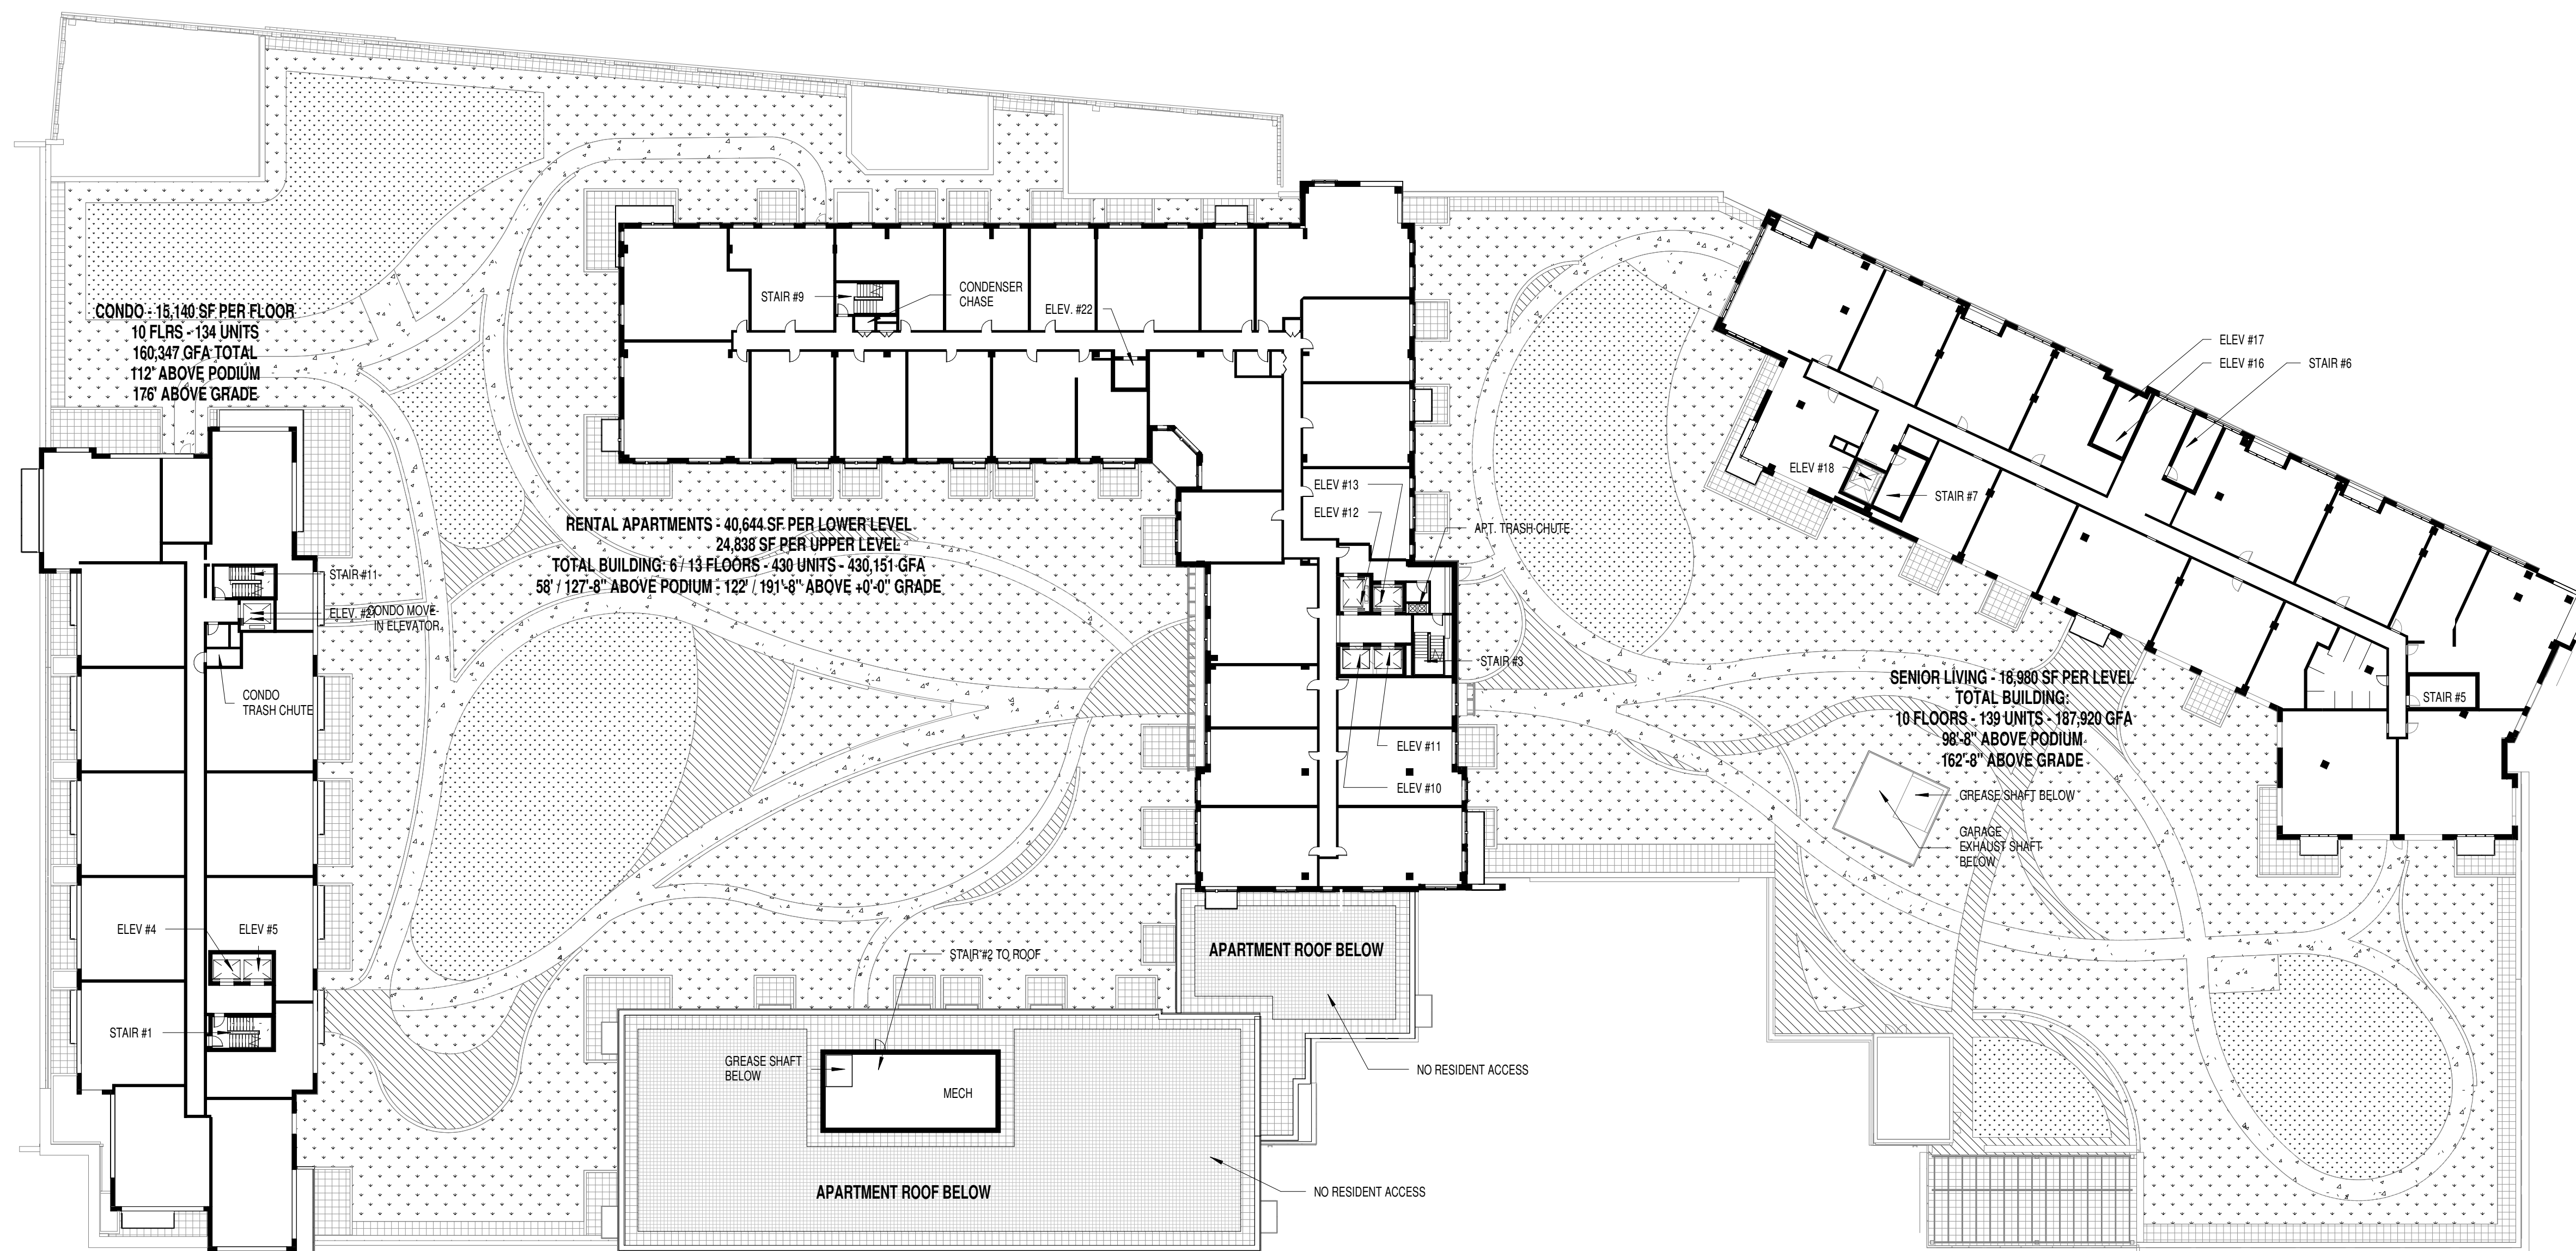 CONDO - 15,140 SF PER FLOOR
10 FLRS - 134 UNITS
160,347 GFA TOTAL
112' ABOVE PODIUM
176' ABOVE GRADE
STAIR #9
CONDENSER
CHASE
ELEV. #22
ELEV #17
ELEV #16
STAIR #6
ELEV #18
STAIR #7
ELEV #13
ELEV #12
APT. TRASH CHUTE
RENTAL APARTMENTS - 40,644 SF PER LOWER LEVEL
24,838 SF PER UPPER LEVEL
TOTAL BUILDING: 6 / 13 FLOORS - 430 UNITS - 430,151 GFA
58' / 127'-8" ABOVE PODIUM - 122' / 191'-8" ABOVE +0'-0" GRADE
STAIR #11
ELEV. #21
CONDO MOVE-
IN ELEVATOR
CONDO
TRASH CHUTE
STAIR #3
SENIOR LIVING - 18,980 SF PER LEVEL
TOTAL BUILDING:
10 FLOORS - 139 UNITS - 187,920 GFA
98'-8" ABOVE PODIUM
162'-8" ABOVE GRADE
STAIR #5
ELEV #11
ELEV #10
GREASE SHAFT BELOW
GARAGE
EXHAUST SHAFT
BELOW
ELEV #4
ELEV #5
STAIR #1
STAIR #2 TO ROOF
APARTMENT ROOF BELOW
GREASE SHAFT
BELOW
MECH
NO RESIDENT ACCESS
APARTMENT ROOF BELOW
NO RESIDENT ACCESS